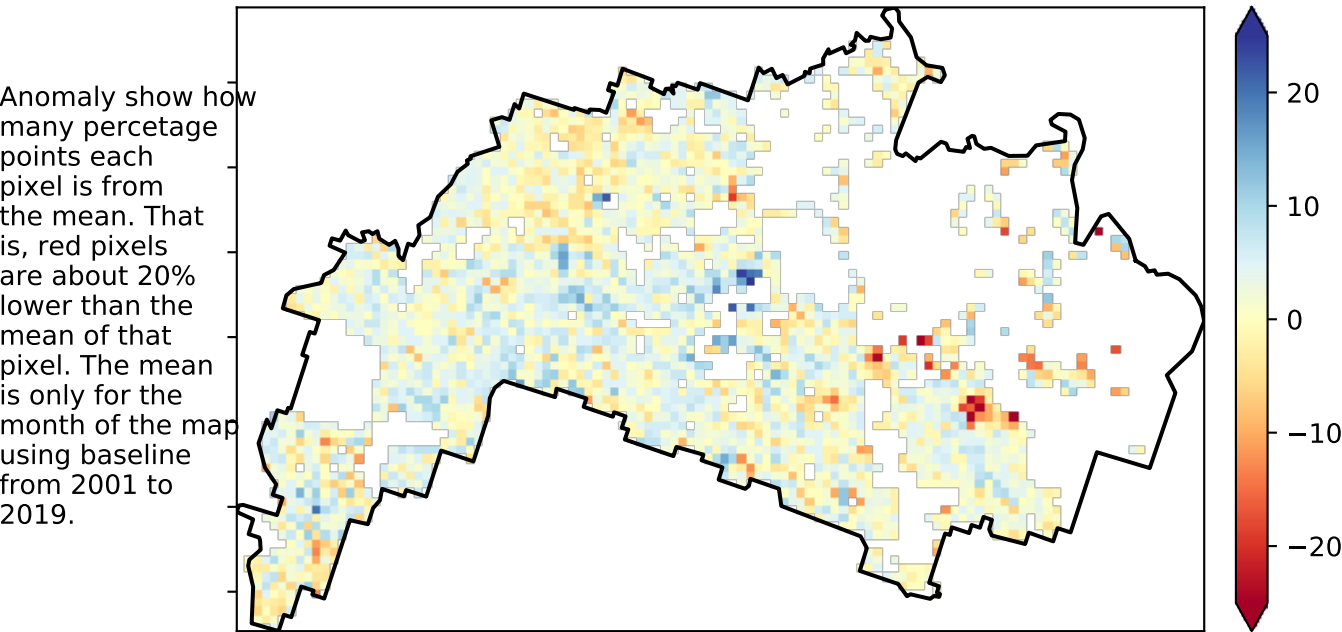 Anomaly show how
many percetage
points each
pixel is from
the mean. That
is, red pixels
are about 20%
lower than the
mean of that
pixel. The mean
is only for the
month of the map
using baseline
from 2001 to
2019.
20
10
0
−10
−20